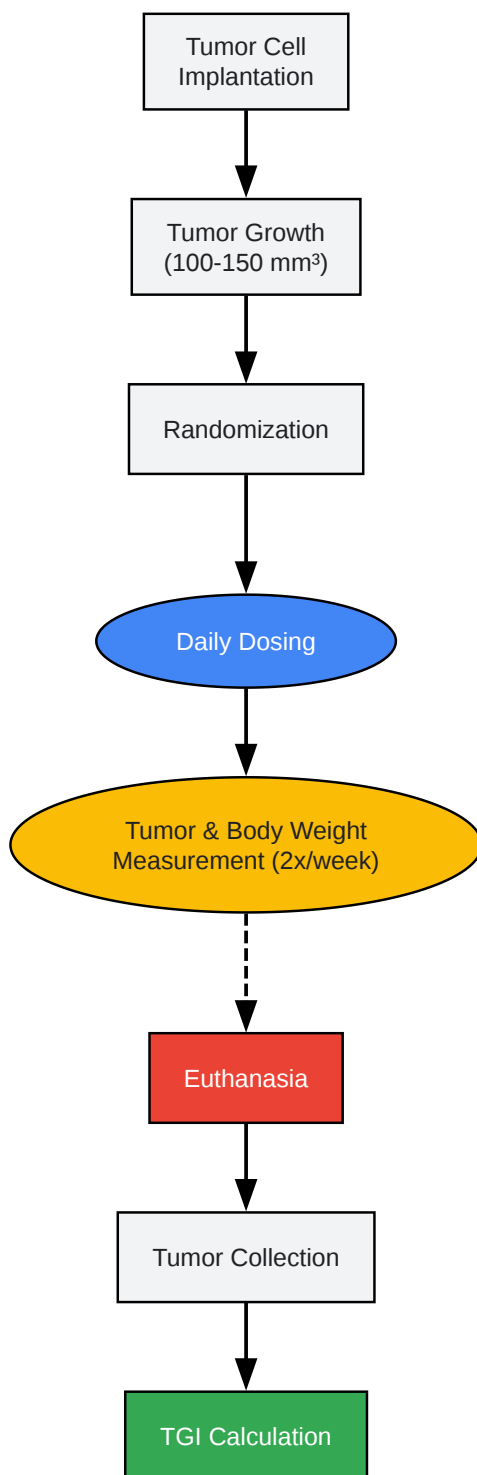 Tumor Cell
Implantation
Tumor Growth
(100-150 mm³)
Randomization
Daily Dosing
Tumor & Body Weight
Measurement (2x/week)
Euthanasia
Tumor Collection
TGI Calculation